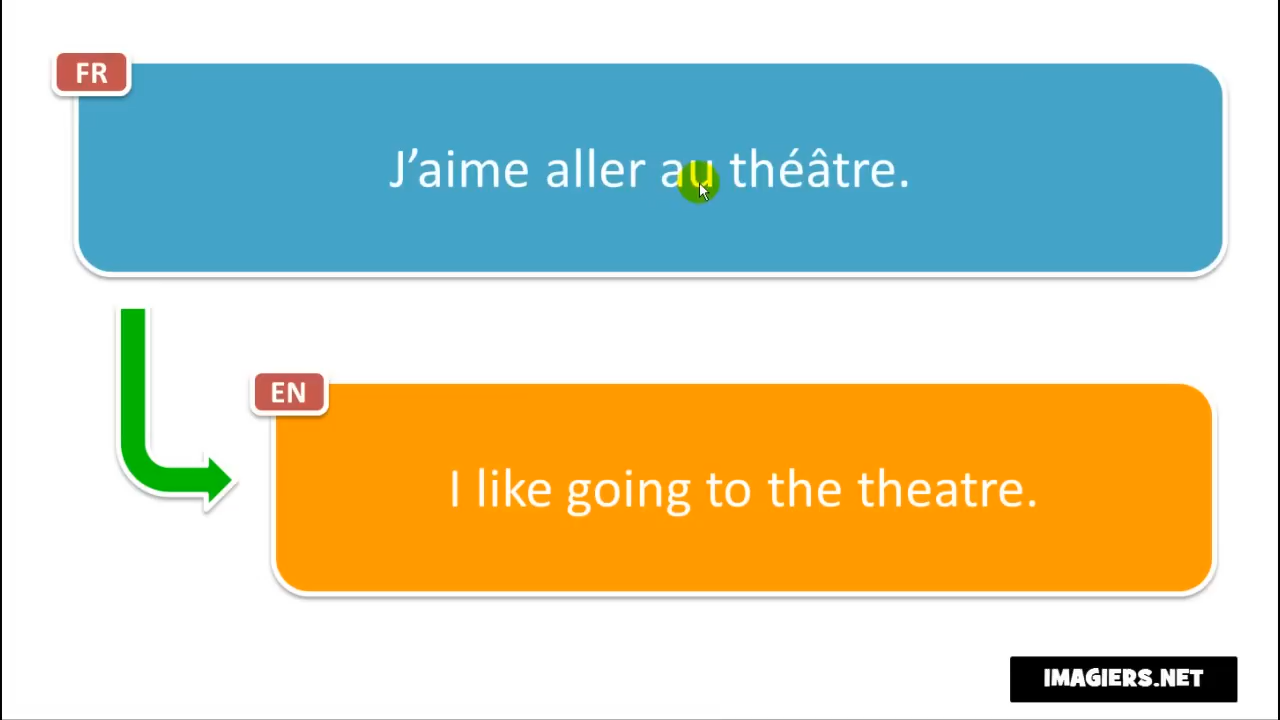 FR
J’aime aller au théâtre.
EN
I like going to the theatre.
IMAGIERS.NET